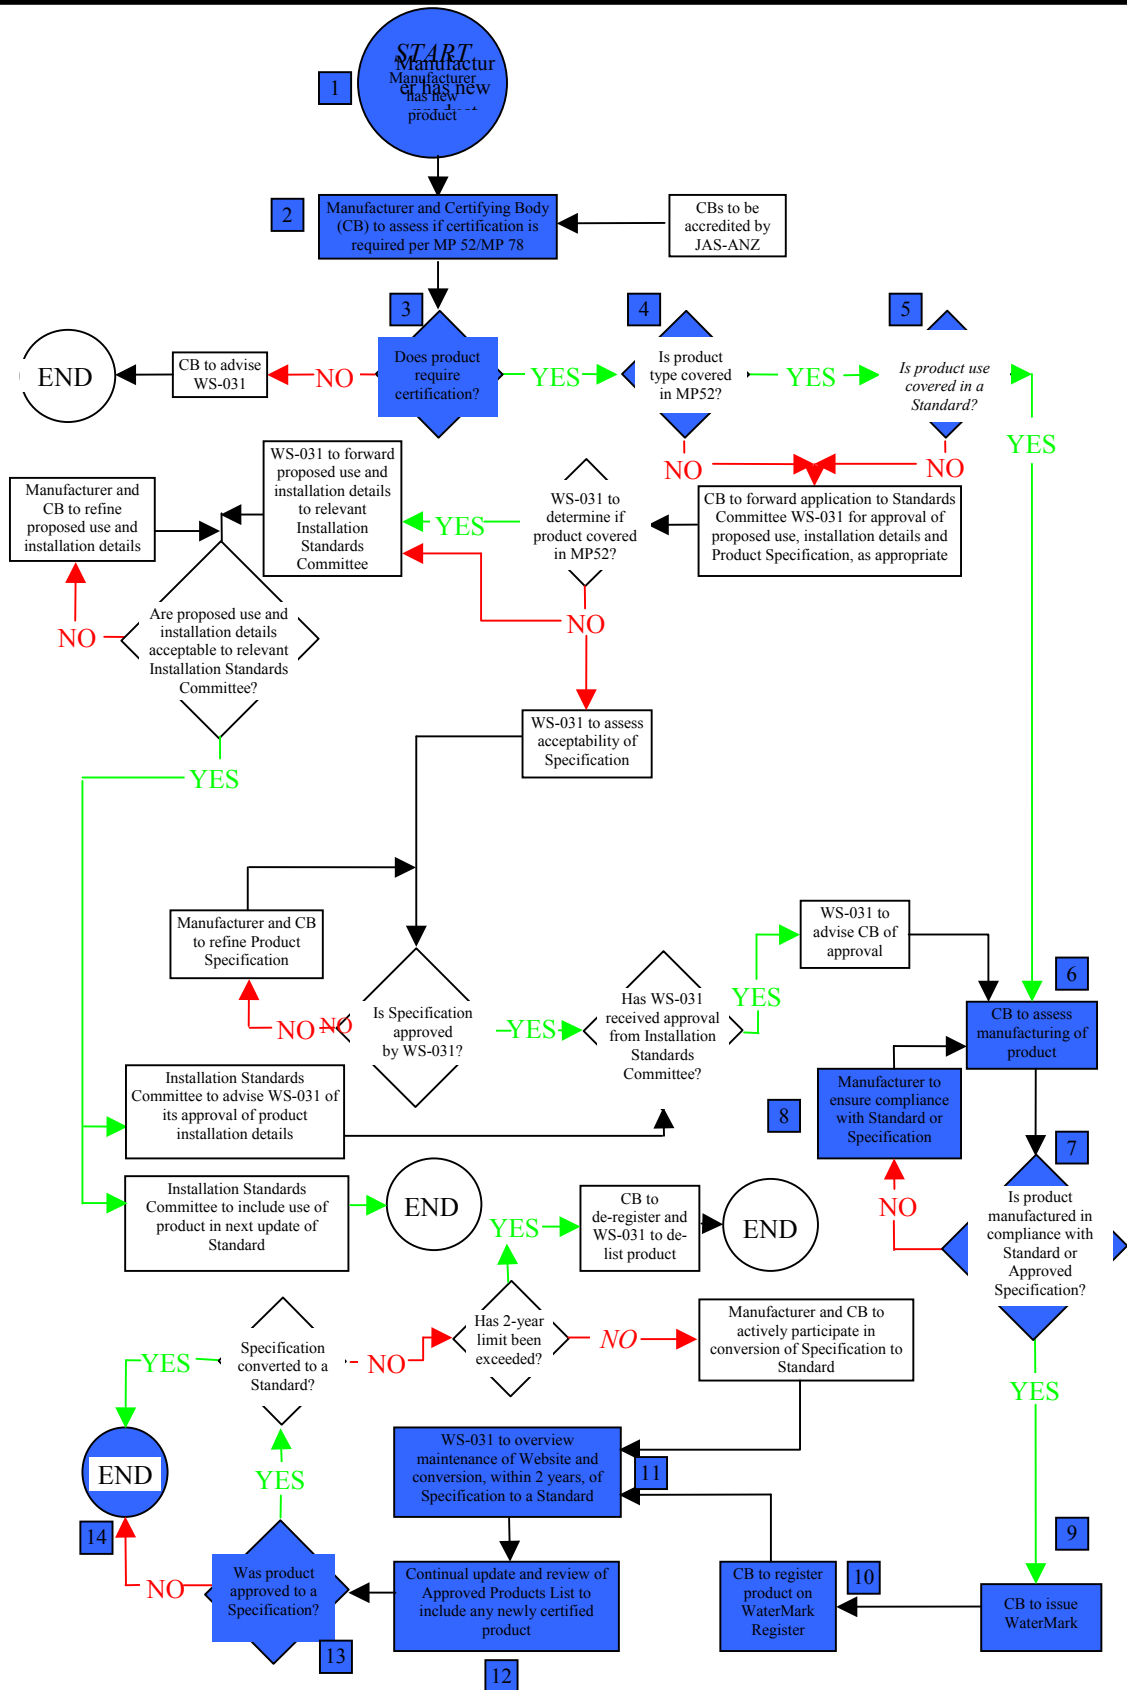 START
Manufactur
er has new
product
Manufacturer
has new
product
1
2
Manufacturer and Certifying Body
(CB) to assess if certification is
required per MP 52/MP 78
CBs to be
accredited by
JAS-ANZ
3
4
5
END
CB to advise
WS-031
NO
Does product
require
certification?
YES
Is product
type covered
in MP52?
YES
Is product use
covered in a
Standard?
YES
NO
NO
Manufacturer and
CB to refine
proposed use and
installation details
WS-031 to forward
proposed use and
installation details
to relevant
Installation
Standards
Committee
YES
WS-031 to
determine if
product covered
in MP52?
CB to forward application to Standards
Committee WS-031 for approval of
proposed use, installation details and
Product Specification, as appropriate
NO
Are proposed use and
installation details
acceptable to relevant
Installation Standards
Committee?
NO
YES
WS-031 to assess
acceptability of
Specification
Manufacturer and CB
to refine Product
Specification
NO
NO
Is Specification
approved
by WS-031?
YES
Has WS-031
received approval
from Installation
Standards
Committee?
YES
WS-031 to
advise CB of
approval
6
CB to assess
manufacturing of
product
Installation Standards
Committee to advise WS-031 of
its approval of product
installation details
8
Manufacturer to
ensure compliance
with Standard or
Specification
7
Installation Standards
Committee to include use of
product in next update of
Standard
END
YES
CB to
de-register and
WS-031 to de-
list product
END
NO
Is product
manufactured in
compliance with
Standard or
Approved
Specification?
YES
Specification
converted to a
Standard?
NO
Has 2-year
limit been
exceeded?
NO
Manufacturer and CB to
actively participate in
conversion of Specification to
Standard
YES
END
14
YES
WS-031 to overview
maintenance of Website and
conversion, within 2 years, of
Specification to a Standard
11
9
NO
Was product
approved to a
Specification?
13
Continual update and review of
Approved Products List to
include any newly certified
product
12
CB to register
product on
WaterMark
Register
10
CB to issue
WaterMark